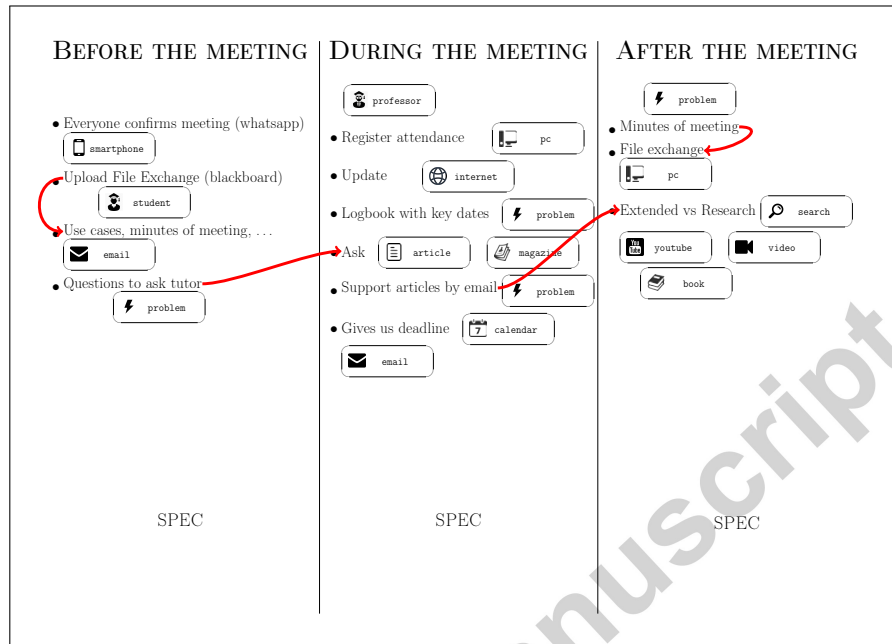 BEFORE THE MEETING
• Everyone confirms meeting (whatsapp)
smartphone
• Upload File Exchange (blackboard)
student
• Use cases, minutes of meeting, ...
email
• Questions to ask tutor
problem
SPEC
DURING THE MEETING
professor
• Register attendance pc
• Update internet
• Logbook with key dates problem
• Ask article magazine
• Support articles by email problem
• Gives us deadline 7 calendar
email
SPEC
AFTER THE MEETING
problem
• Minutes of meeting
• File exchange
pc
• Extended vs Research search
You Tube youtube video
book
SPEC